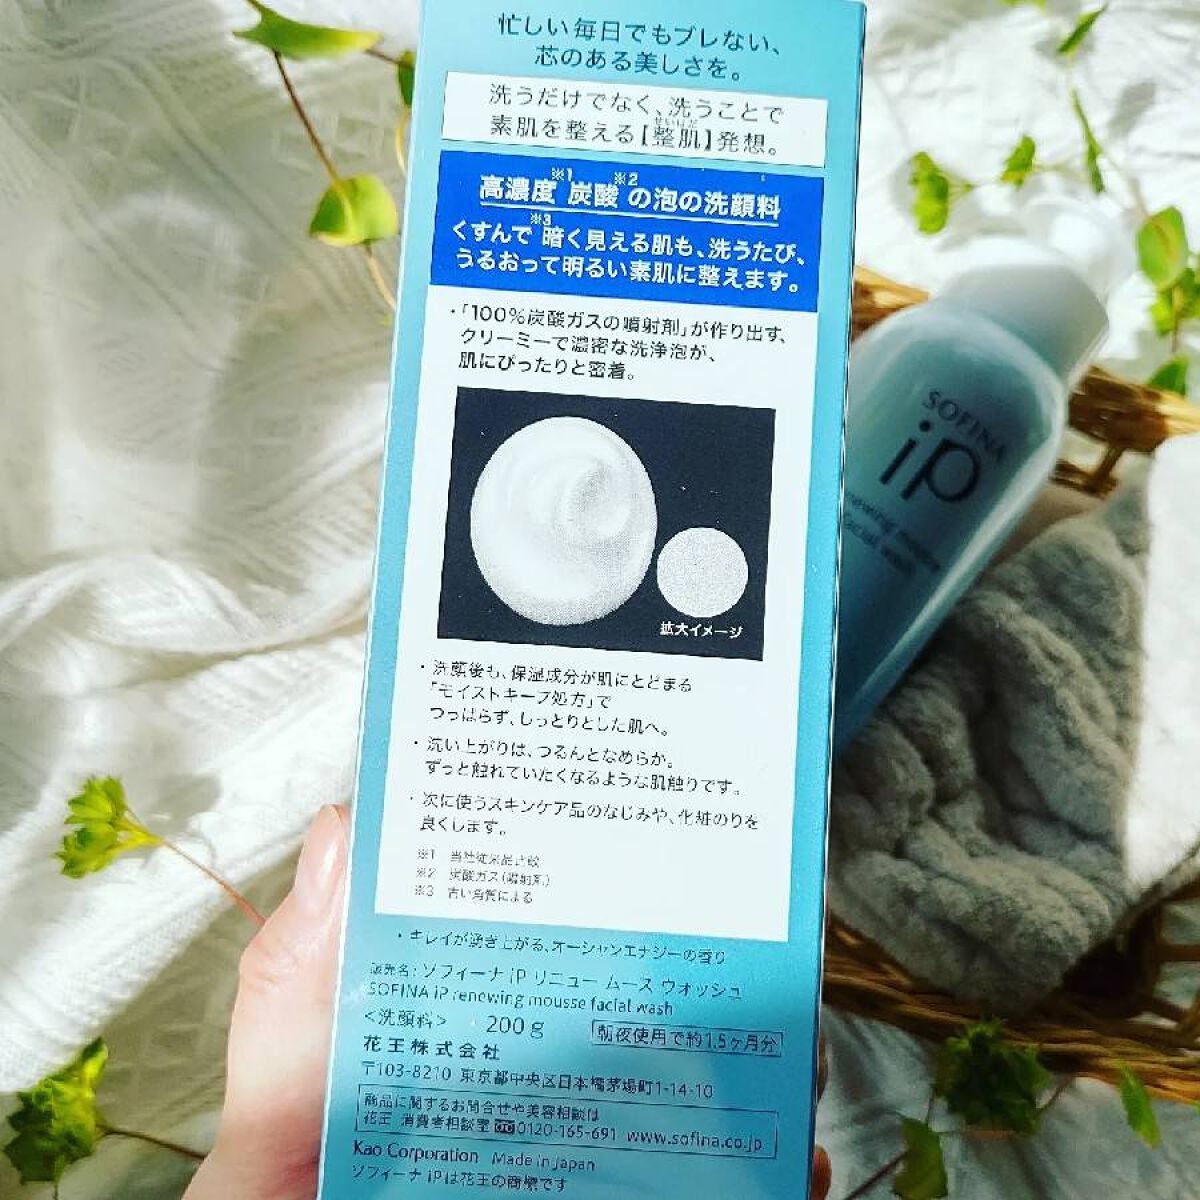 忙しい毎日でもブレない、
芯のある美しさを。
洗うだけでなく、洗うことで
素肌を整える【整肌】発想。
高濃度※1炭酸※2の泡の洗顔料
くすんで※3暗く見える肌も、洗うたび、
うるおって明るい素肌に整えます。
・「100%炭酸ガスの噴射剤」が作り出す、
クリーミーで濃密な洗浄泡が、
肌にぴったりと密着。
拡大イメージ
・洗顔後も、保湿成分が肌にとどまる
「モイストキープ処方」で
つっぱらず、しっとりとした肌へ。
・洗い上がりは、つるんとなめらか。
ずっと触れていたくなるような肌触りです。
・次に使うスキンケア品のなじみや、化粧のりを
良くします。
※1 当社従来品比較
※2 炭酸ガス(噴射剤)
※3 古い角質による
・キレイが湧き上がる、オーシャンエナジーの香り
販売名：ソフィーナ iP リニュー ムース ウォッシュ
SOFINA iP renewing mousse facial wash
<洗顔料> 200g 朝夜使用で約1.5ヶ月分
花王株式会社
〒103-8210 東京都中央区日本橋茅場町1-14-10
商品に関するお問合せや美容相談は
花王 消費者相談室 0120-165-691 www.sofina.co.jp
Kao Corporation Made in Japan
ソフィーナ iPは花王の商標です
SOFINA
iP
renewing mousse
facial wash